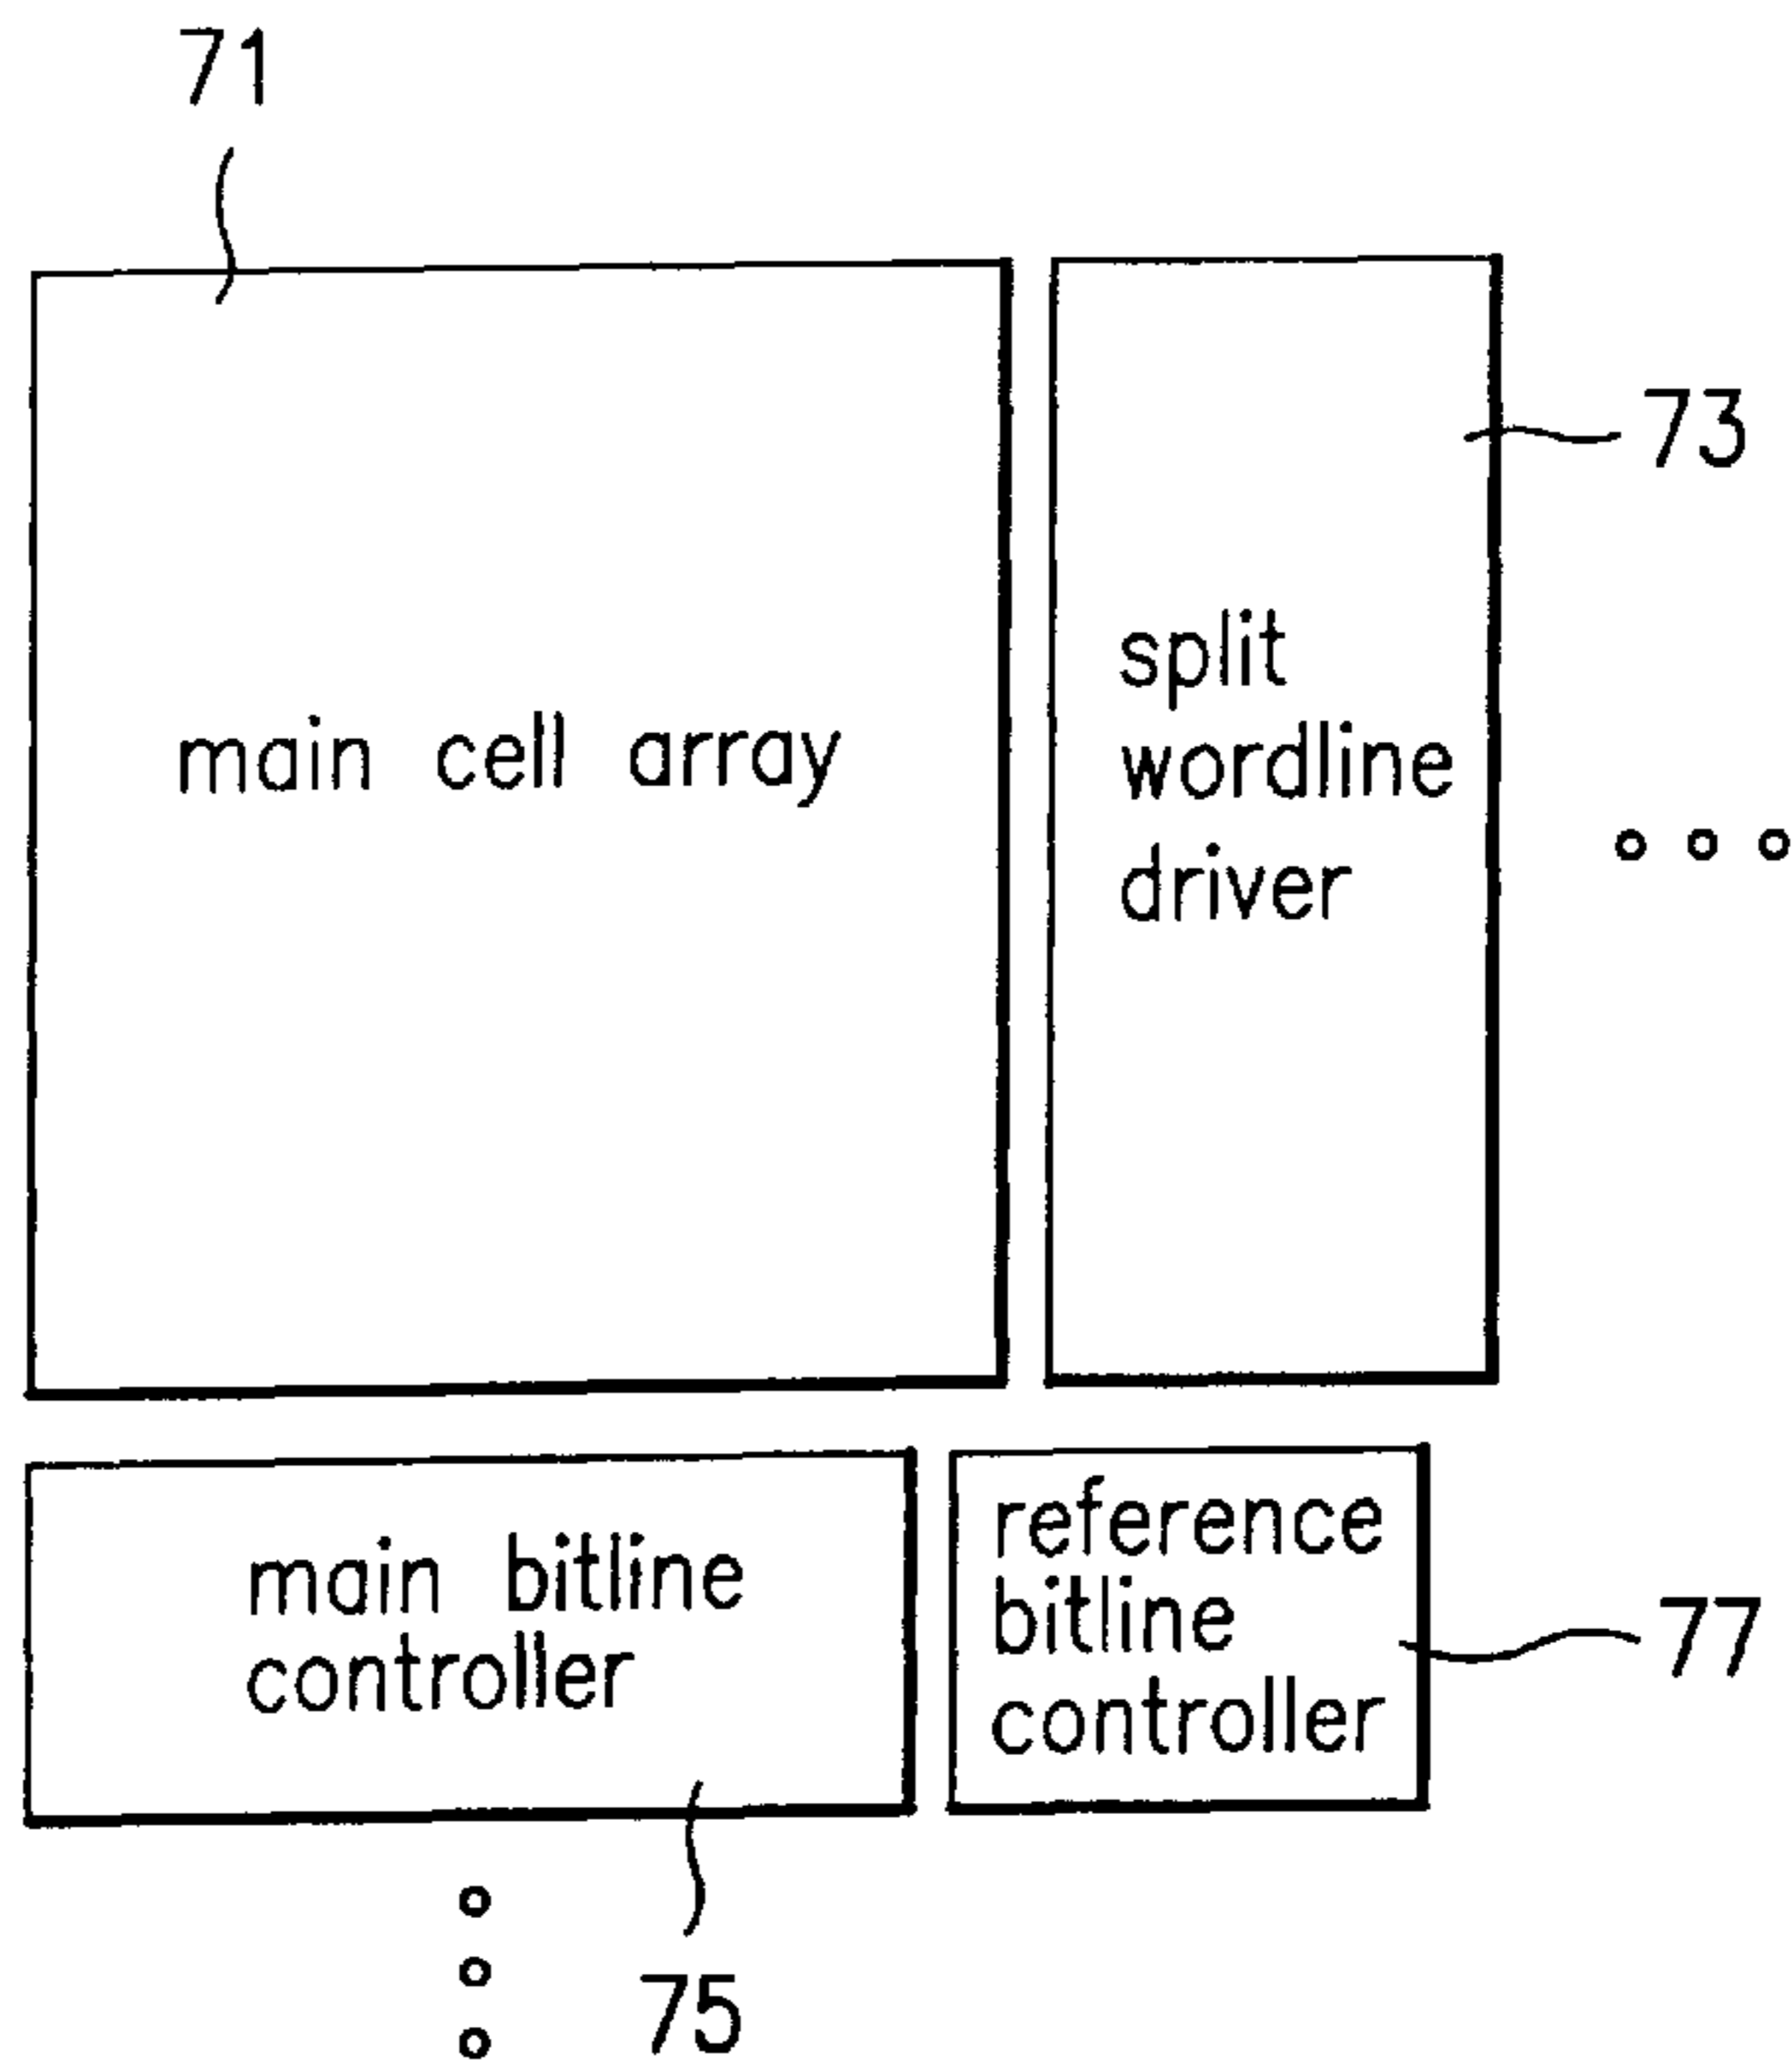 71
73
main cell array
split
wordline
driver
main bitline
controller
reference
bitline
controller
77
75